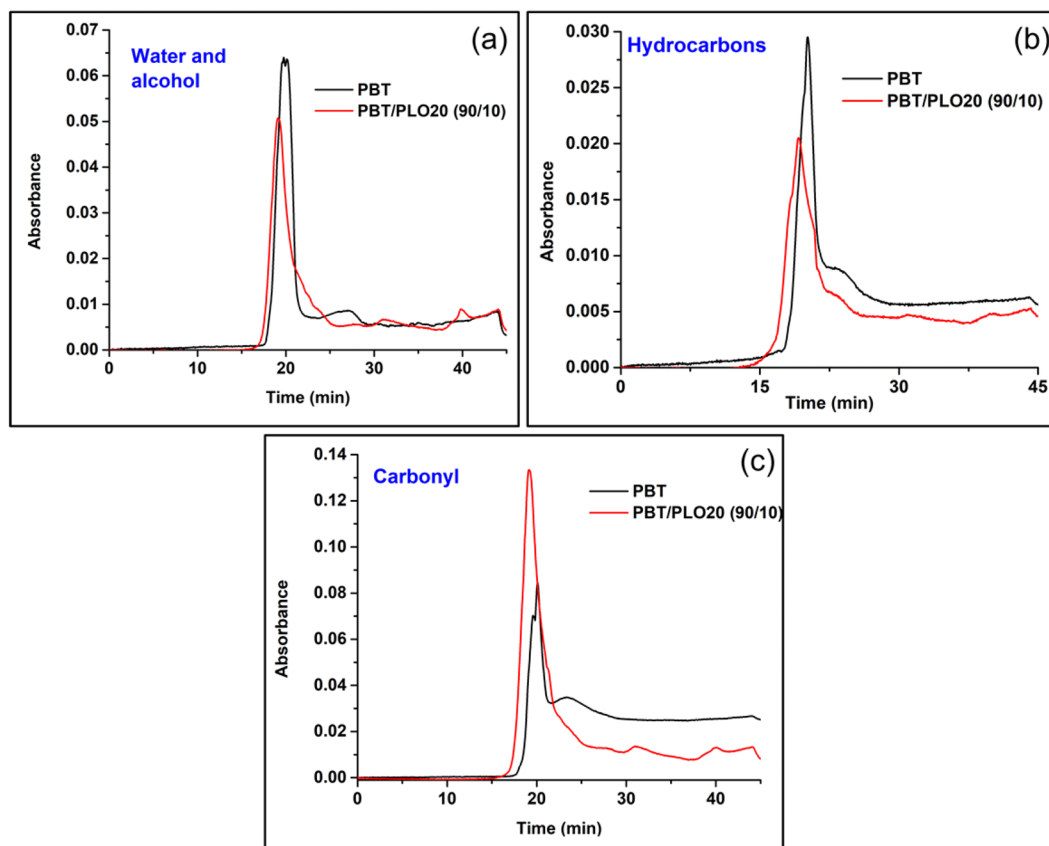 (a)
Water and
alcohol
PBT
PBT/PLO20 (90/10)
Absorbance
0.07
0.06
0.05
0.04
0.03
0.02
0.01
0.00
0 10 20 30 40
Time (min)
(b)
Hydrocarbons
PBT
PBT/PLO20 (90/10)
Absorbance
0.030
0.025
0.020
0.015
0.010
0.005
0.000
0 15 30 45
Time (min)
(c)
Carbonyl
PBT
PBT/PLO20 (90/10)
Absorbance
0.14
0.12
0.10
0.08
0.06
0.04
0.02
0.00
0 10 20 30 40
Time (min)